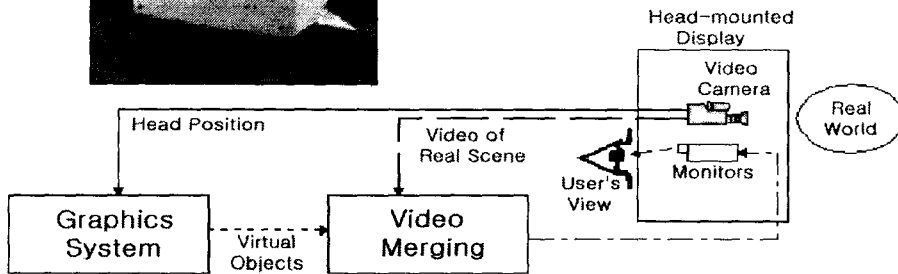 Head-mounted
Display
Video
Camera
Real
World
Head Position
Video of
Real Scene
User's
View
Monitors
Graphics
System
Virtual
Objects
Video
Merging